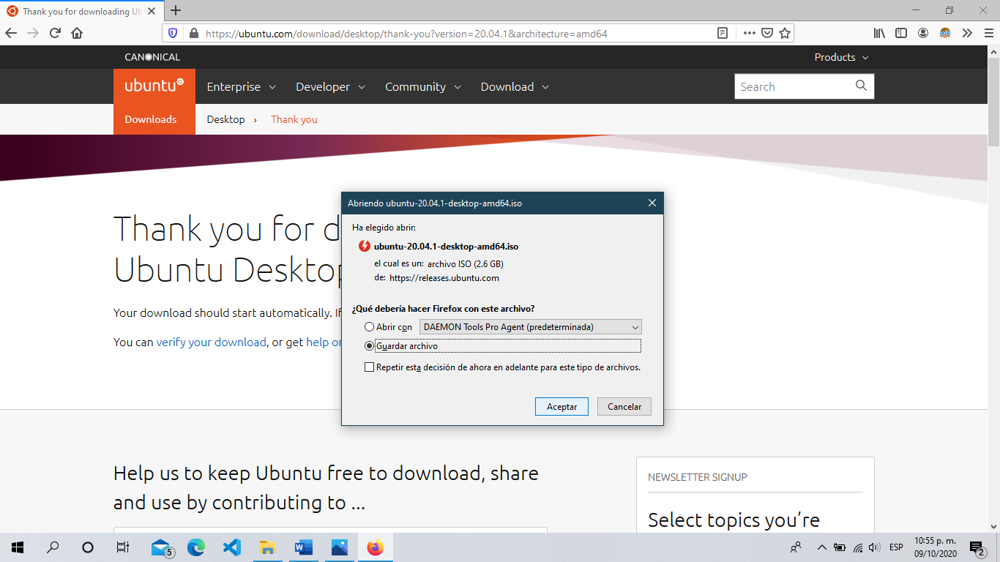 Thank you for downloading Ub
https://ubuntu.com/download/desktop/thank-you?version=20.04.1&architecture=amd64
CANONICAL
Products
ubuntu
Enterprise
Developer
Community
Download
Search
Downloads
Desktop › Thank you
Thank you for d
Ubuntu Desktop
Your download should start automatically. If
You can verify your download, or get help on
Abriendo ubuntu-20.04.1-desktop-amd64.iso
Ha elegido abrir:
ubuntu-20.04.1-desktop-amd64.iso
el cual es un: archivo ISO (2.6 GB)
de: https://releases.ubuntu.com
¿Qué debería hacer Firefox con este archivo?
Abrir con DAEMON Tools Pro Agent (predeterminada)
Guardar archivo
Repetir esta decisión de ahora en adelante para este tipo de archivos.
Aceptar
Cancelar
Help us to keep Ubuntu free to download, share
and use by contributing to ...
NEWSLETTER SIGNUP
Select topics you’re
5
ESP
10:55 p. m.
09/10/2020
2